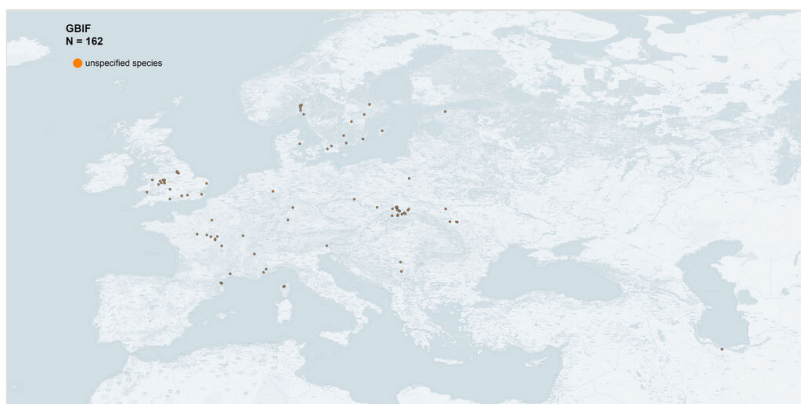 GBIF
N = 162
unspecified species